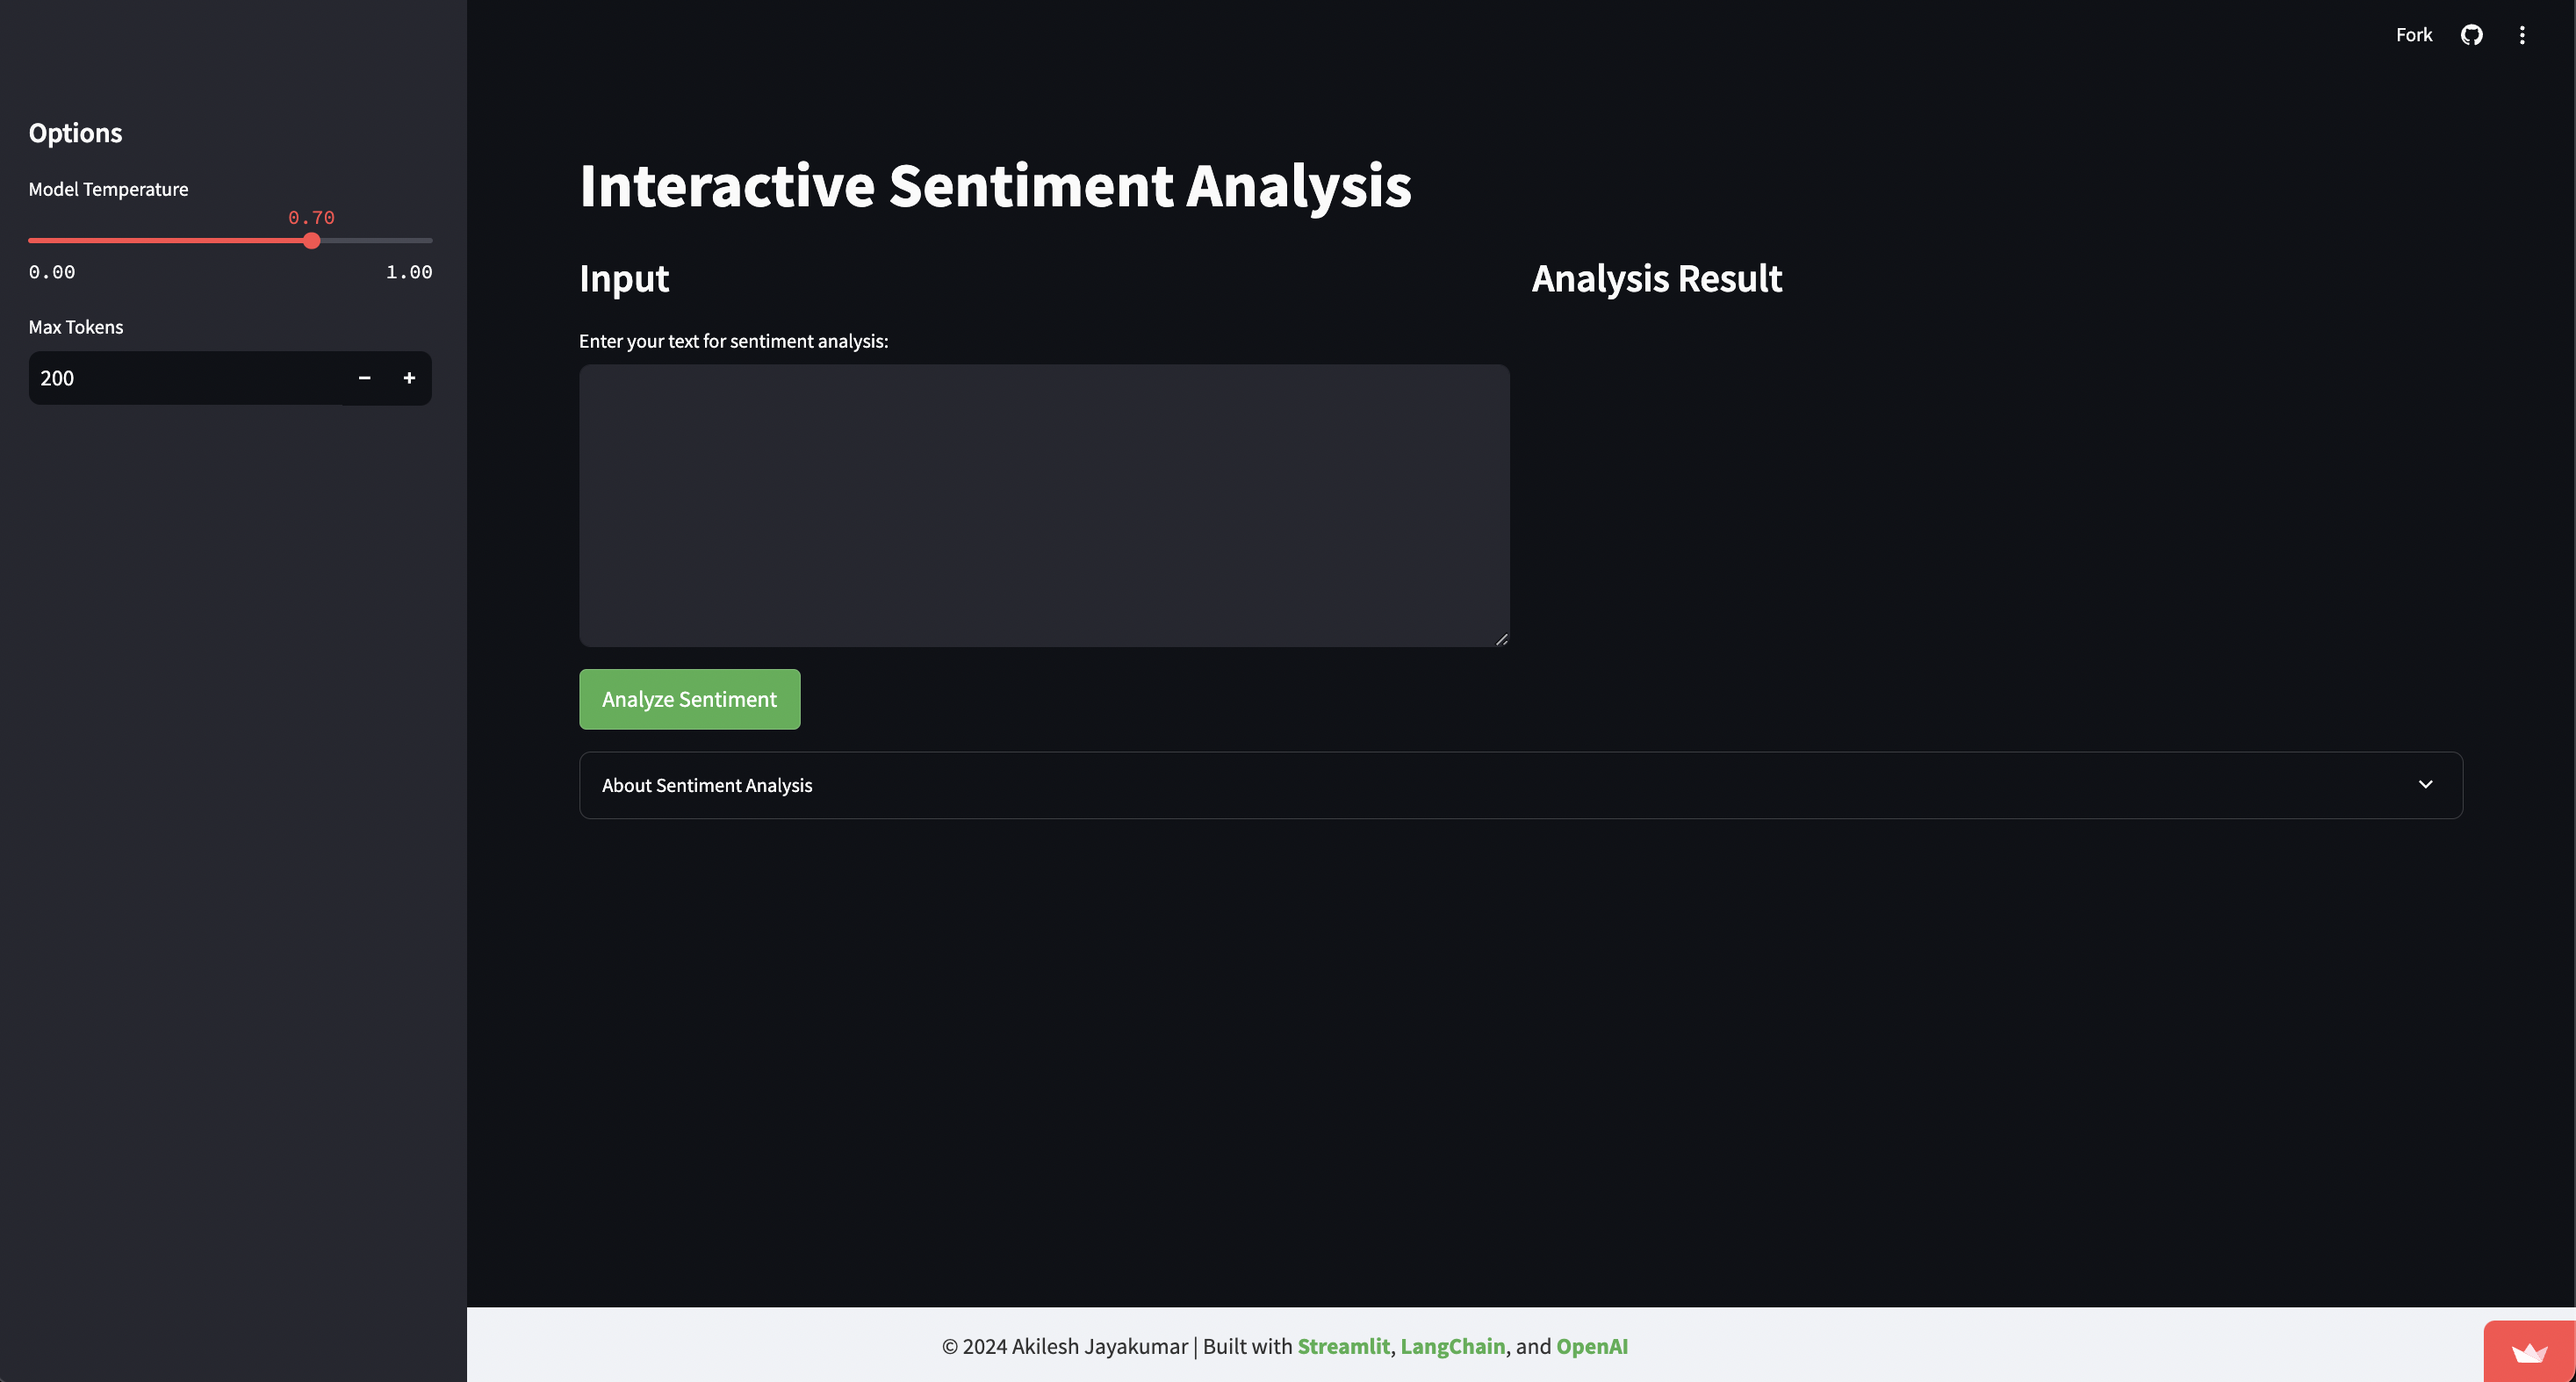 Fork
Options
Model Temperature
0.70
0.00 1.00
Max Tokens
200
Interactive Sentiment Analysis
Input
Enter your text for sentiment analysis:
Analyze Sentiment
Analysis Result
About Sentiment Analysis
© 2024 Akilesh Jayakumar | Built with Streamlit, LangChain, and OpenAI